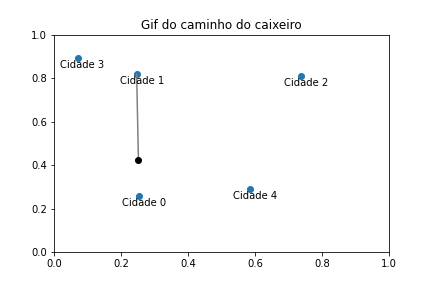 Gif do caminho do caixeiro
1.0
Cidade 3
Cidade 1
Cidade 2
0.8
0.6
0.4
Cidade 4
Cidade 0
0.2
0.0
0.0 0.2 0.4 0.6 0.8 1.0